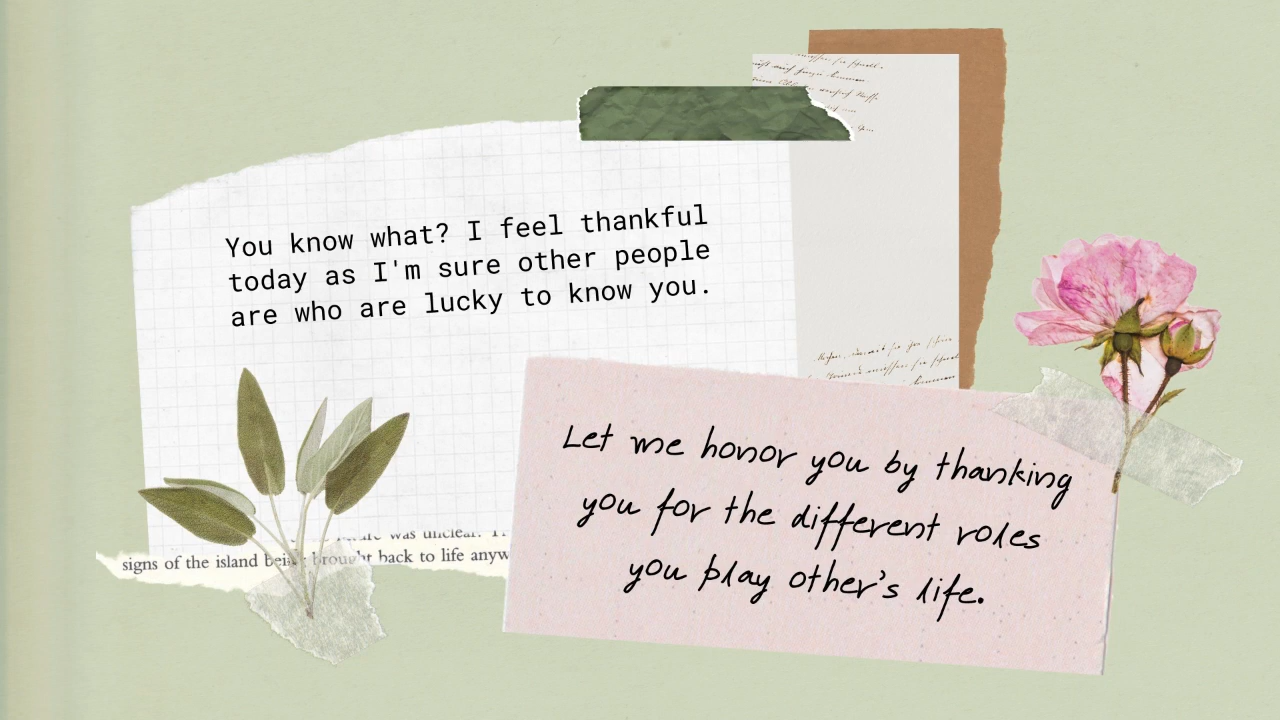 You know what? I feel thankful
today as I'm sure other people
are who are lucky to know you.
was unclear.
signs of the island being brought back to life anyw
Let me honor you by thanking
you for the different roles
you play other's life.